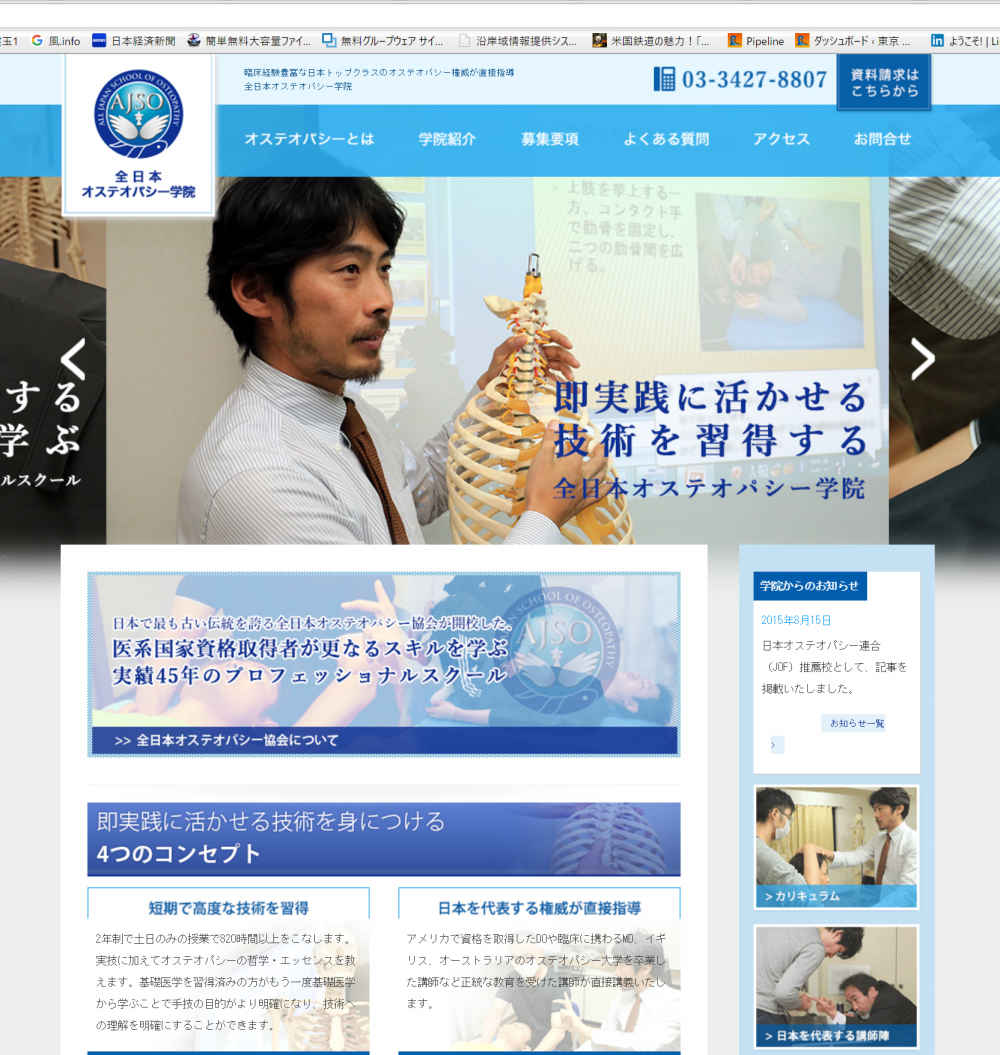 玉1
風.info
日本経済新聞
簡単無料大容量ファイ...
無料グループウェア サイ...
沿岸域情報提供シス...
米国鉄道の魅力！「...
Pipeline
ダッシュボード ‹ 東京 ...
ようこそ! | Li
臨床経験豊富な日本トップクラスのオステオパシー権威が直接指導
全日本オステオパシー学院
03-3427-8807
資料請求は
こちらから
ALL JAPAN SCHOOL OF OSTEOPATHY
AJSO
全日本
オステオパシー学院
オステオパシーとは
学院紹介
募集要項
よくある質問
アクセス
お問合せ
上肢を挙上する一
方、コンタクト手
で肋骨を固定し、
二つの肋骨間を広
げる。
する
学ぶ
ルスクール
即実践に活かせる
技術を習得する
全日本オステオパシー学院
日本で最も古い伝統を誇る全日本オステオパシー協会が開校した、
医系国家資格取得者が更なるスキルを学ぶ
実績45年のプロフェッショナルスクール
SCHOOL OF OSTEOPATHY
AJSO
>> 全日本オステオパシー協会について
学院からのお知らせ
2015年8月15日
日本オステオパシー連合
（JOF）推薦校として、記事を
掲載いたしました。
お知らせ一覧
>
即実践に活かせる技術を身につける
4つのコンセプト
短期で高度な技術を習得
2年制で土日のみの授業で820時間以上をこなします。
実技に加えてオステオパシーの哲学・エッセンスを教
えます。基礎医学を習得済みの方がもう一度基礎医学
から学ぶことで手技の目的がより明確になり、技術へ
の理解を明確にすることができます。
日本を代表する権威が直接指導
アメリカで資格を取得したDOや臨床に携わるMD、イギ
リス、オーストラリアのオステオパシー大学を卒業し
た講師など正統な教育を受けた講師が直接講義いたし
ます。
> カリキュラム
> 日本を代表する講師陣